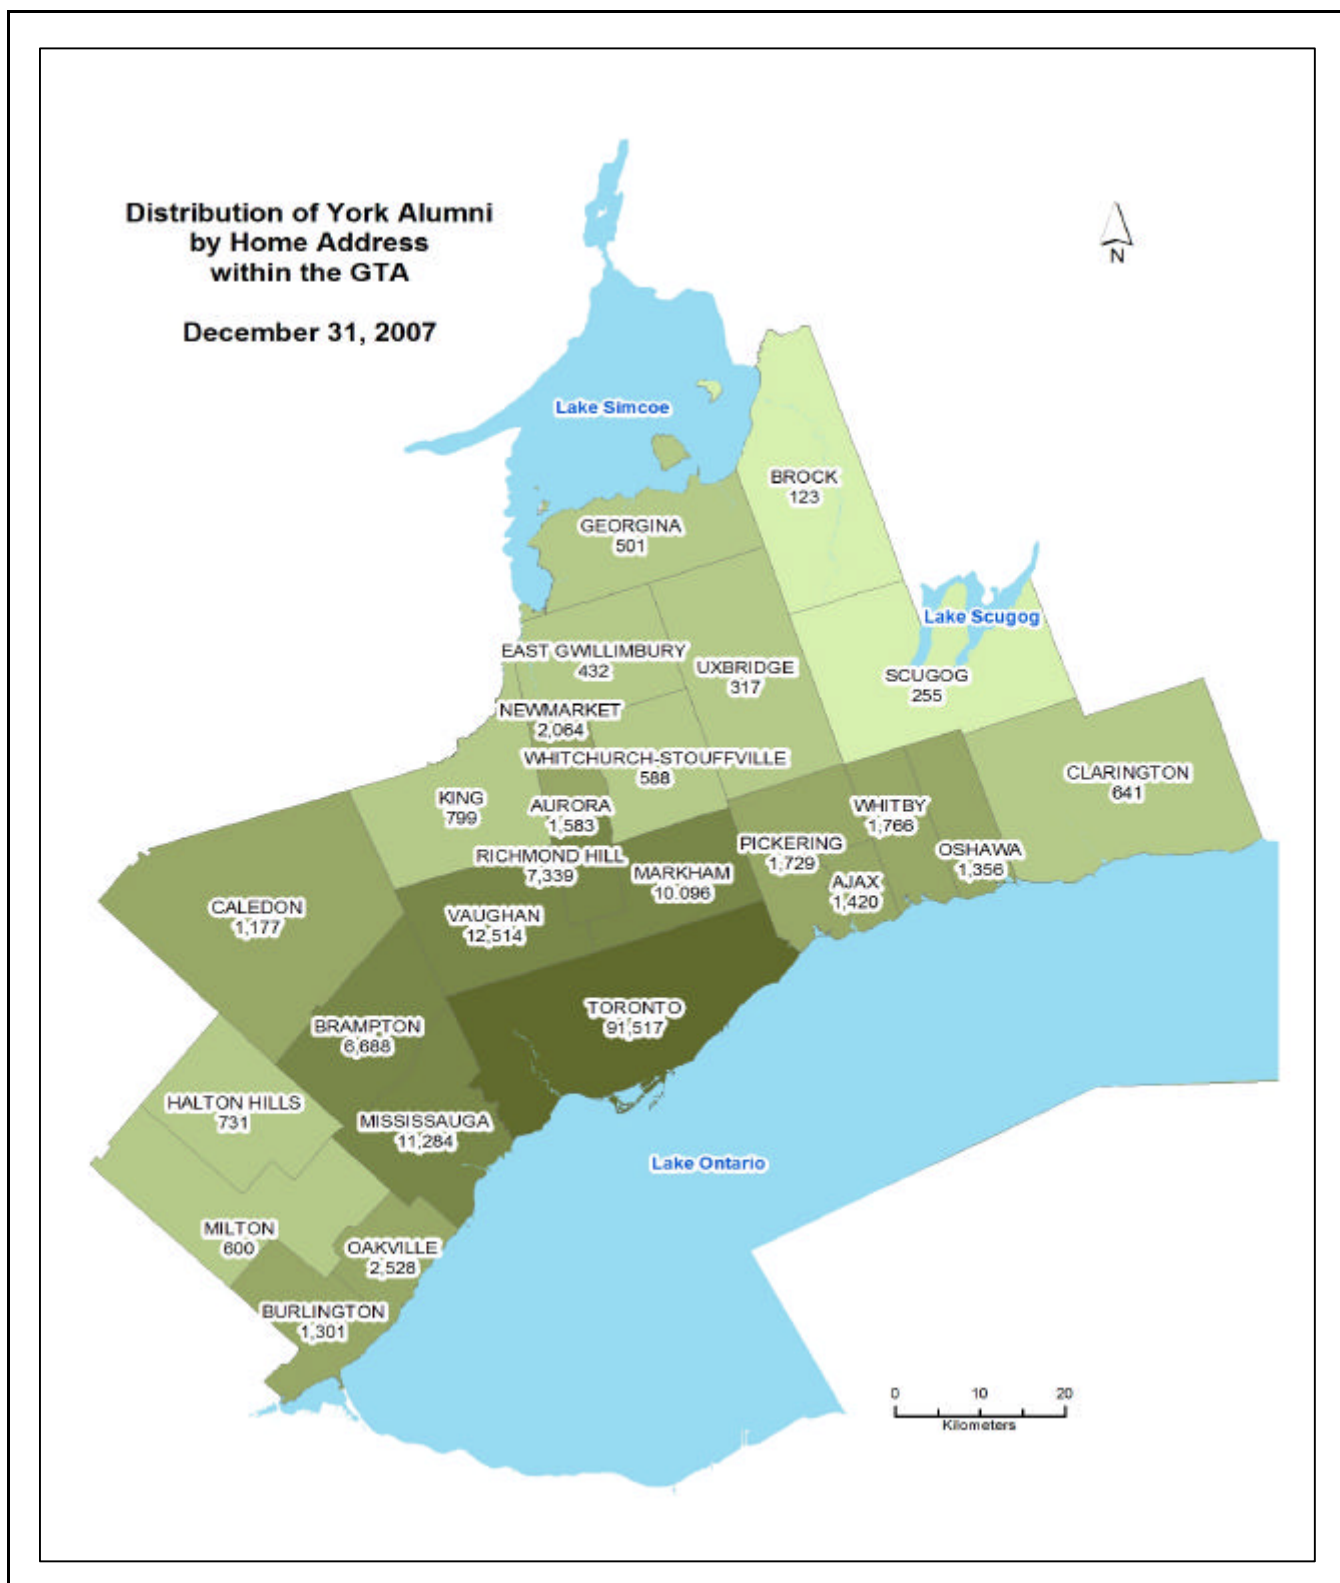 Distribution of York Alumni
by Home Address
within the GTA
December 31, 2007
N
Lake Simcoe
BROCK
123
GEORGINA
501
Lake Scugog
EAST GWILLIMBURY
432
UXBRIDGE
317
SCUGOG
255
NEWMARKET
2,064
WHITCHURCH-STOUFFVILLE
588
CLARINGTON
641
KING
799
AURORA
1,583
WHITBY
1,766
PICKERING
1,729
OSHAWA
1,356
RICHMOND HILL
7,339
MARKHAM
10.096
AJAX
1,420
CALEDON
1,177
VAUGHAN
12,514
TORONTO
91,517
BRAMPTON
6,688
HALTON HILLS
731
MISSISSAUGA
11,284
Lake Ontario
MILTON
600
OAKVILLE
2,528
BURLINGTON
1,301
0 10 20
Kilometers